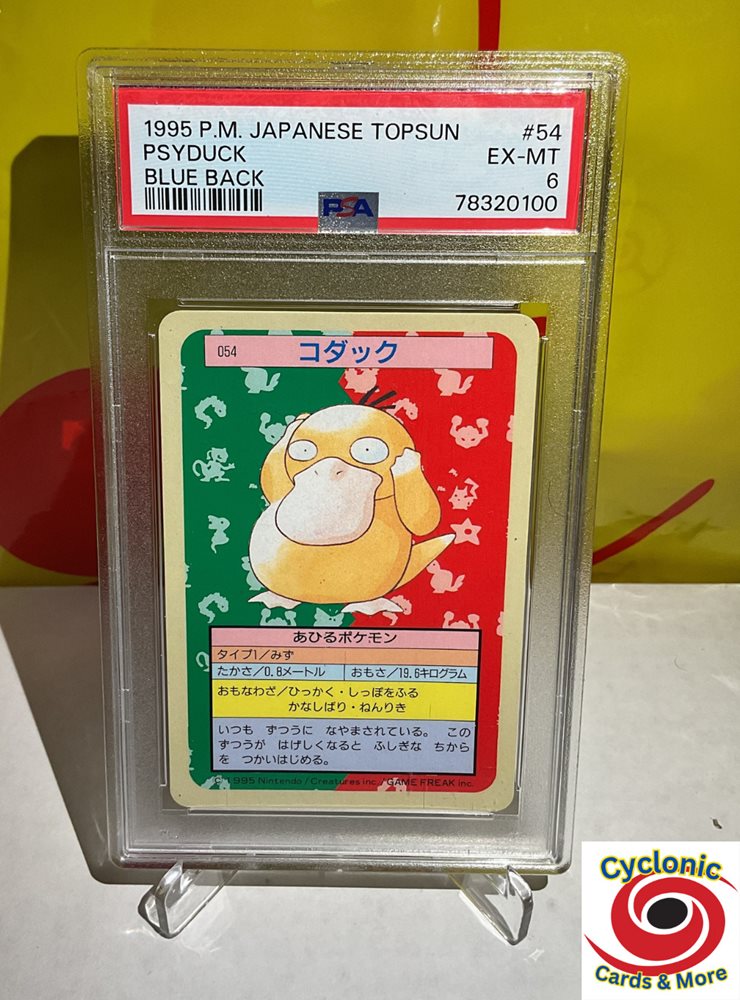 1995 P.M. JAPANESE TOPSUN #54
PSYDUCK EX-MT
BLUE BACK 6
PSA 78320100
054 コダック
あひるポケモン
タイプ1/みず
たかさ/0.8メートル おもさ/19.6キログラム
おもなわざ/ひっかく・しっぽをふる
かなしばり・ねんりき
いつも ずつうに なやまされている。 この
ずつうが はげしくなると ふしぎな ちから
を つかいはじめる。
© 1995 Nintendo / Creatures inc. / GAME FREAK inc.
Cyclonic
Cards & More